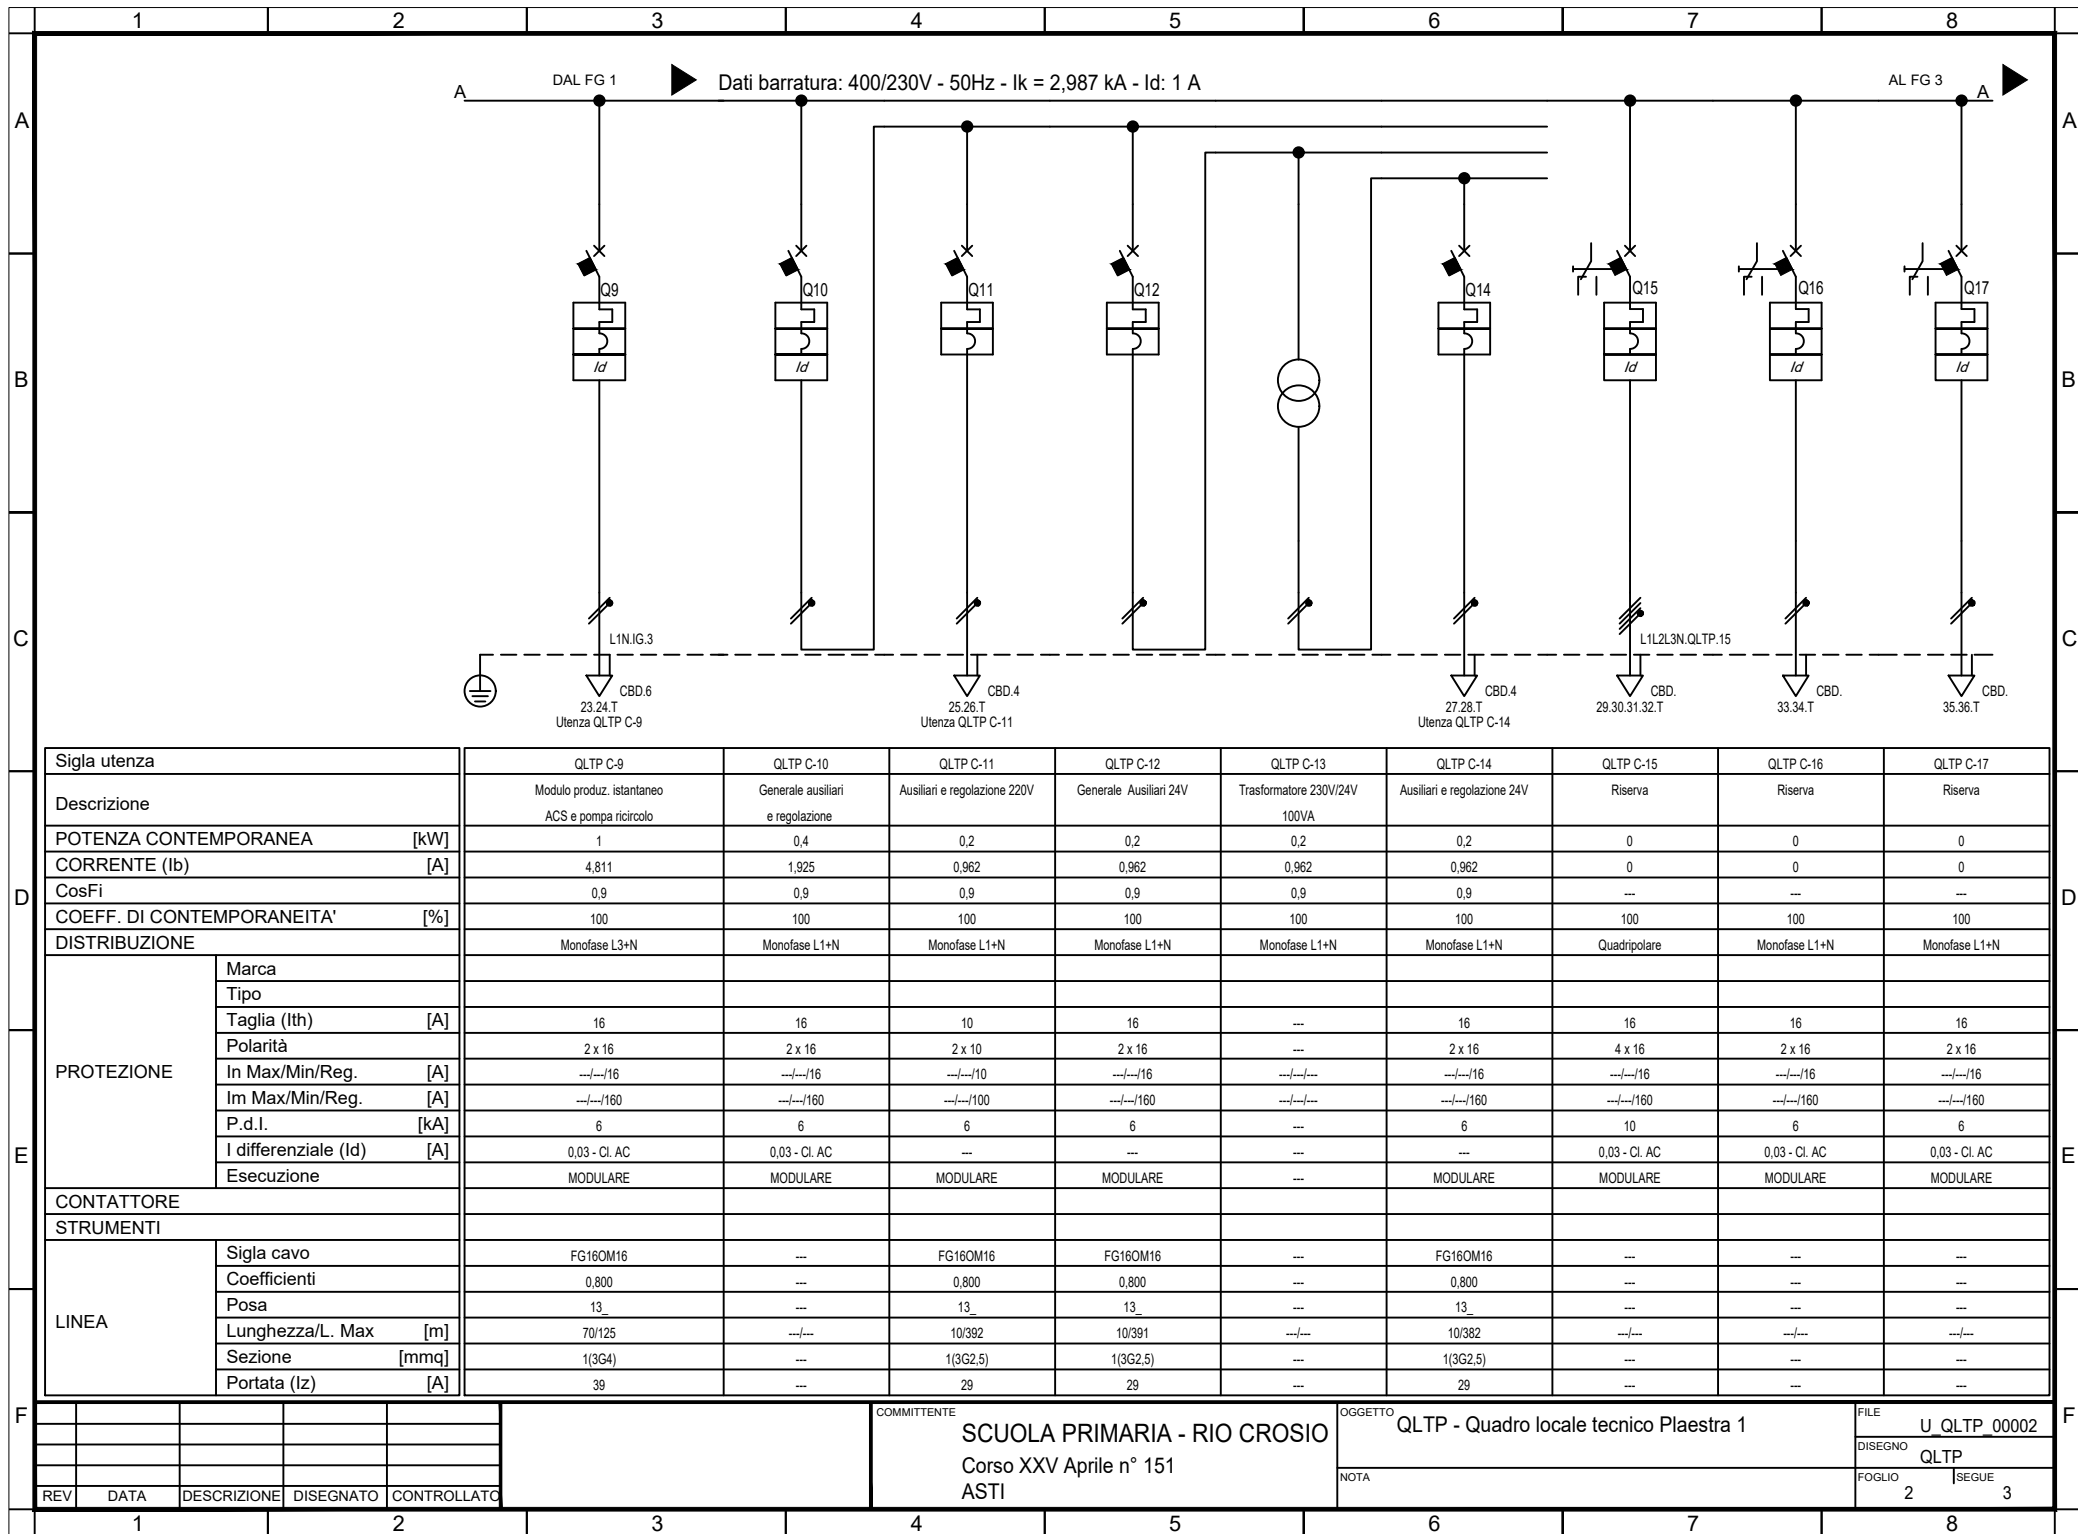 1 2 3 4 5 6 7 8
A A
B B
C C
D D
E E
F F
A DAL FG 1 Dati barratura: 400/230V - 50Hz - Ik = 2,987 kA - Id: 1 A AL FG 3 A
Q9 Q10 Q11 Q12 Q14 Q15 Q16 Q17
Id Id Id Id Id
L1N.IG.3 L1L2L3N.QLTP.15
CBD.6 CBD.4 CBD.4 CBD. CBD. CBD.
23.24.T 25.26.T 27.28.T 29.30.31.32.T 33.34.T 35.36.T
Utenza QLTP C-9 Utenza QLTP C-11 Utenza QLTP C-14
Sigla utenza QLTP C-9 QLTP C-10 QLTP C-11 QLTP C-12 QLTP C-13 QLTP C-14 QLTP C-15 QLTP C-16 QLTP C-17
Descrizione Modulo produz. istantaneo Generale ausiliari Ausiliari e regolazione 220V Generale Ausiliari 24V Trasformatore 230V/24V Ausiliari e regolazione 24V Riserva Riserva Riserva
ACS e pompa ricircolo e regolazione 100VA
POTENZA CONTEMPORANEA [kW] 1 0,4 0,2 0,2 0,2 0,2 0 0 0
CORRENTE (Ib) [A] 4,811 1,925 0,962 0,962 0,962 0,962 0 0 0
CosFi 0,9 0,9 0,9 0,9 0,9 0,9 --- --- ---
COEFF. DI CONTEMPORANEITA' [%] 100 100 100 100 100 100 100 100 100
DISTRIBUZIONE Monofase L3+N Monofase L1+N Monofase L1+N Monofase L1+N Monofase L1+N Monofase L1+N Quadripolare Monofase L1+N Monofase L1+N
PROTEZIONE
Marca
Tipo
Taglia (Ith) [A] 16 16 10 16 --- 16 16 16 16
Polarità 2 x 16 2 x 16 2 x 10 2 x 16 --- 2 x 16 4 x 16 2 x 16 2 x 16
In Max/Min/Reg. [A] ---/---/16 ---/---/16 ---/---/10 ---/---/16 ---/---/--- ---/---/16 ---/---/16 ---/---/16 ---/---/16
Im Max/Min/Reg. [A] ---/---/160 ---/---/160 ---/---/100 ---/---/160 ---/---/--- ---/---/160 ---/---/160 ---/---/160 ---/---/160
P.d.I. [kA] 6 6 6 6 --- 6 10 6 6
I differenziale (Id) [A] 0,03 - Cl. AC 0,03 - Cl. AC --- --- --- --- 0,03 - Cl. AC 0,03 - Cl. AC 0,03 - Cl. AC
Esecuzione MODULARE MODULARE MODULARE MODULARE --- MODULARE MODULARE MODULARE MODULARE
CONTATTORE
STRUMENTI
LINEA
Sigla cavo FG16OM16 --- FG16OM16 FG16OM16 --- FG16OM16 --- --- ---
Coefficienti 0,800 --- 0,800 0,800 --- 0,800 --- --- ---
Posa 13_ --- 13_ 13_ --- 13_ --- --- ---
Lunghezza/L. Max [m] 70/125 ---/--- 10/392 10/391 ---/--- 10/382 ---/--- ---/--- ---/---
Sezione [mmq] 1(3G4) --- 1(3G2,5) 1(3G2,5) --- 1(3G2,5) --- --- ---
Portata (Iz) [A] 39 --- 29 29 --- 29 --- --- ---
REV DATA DESCRIZIONE DISEGNATO CONTROLLATO
COMMITTENTE
SCUOLA PRIMARIA - RIO CROSIO
Corso XXV Aprile n° 151
ASTI
OGGETTO QLTP - Quadro locale tecnico Plaestra 1
NOTA
FILE U_QLTP_00002
DISEGNO QLTP
FOGLIO 2 SEGUE 3
1 2 3 4 5 6 7 8